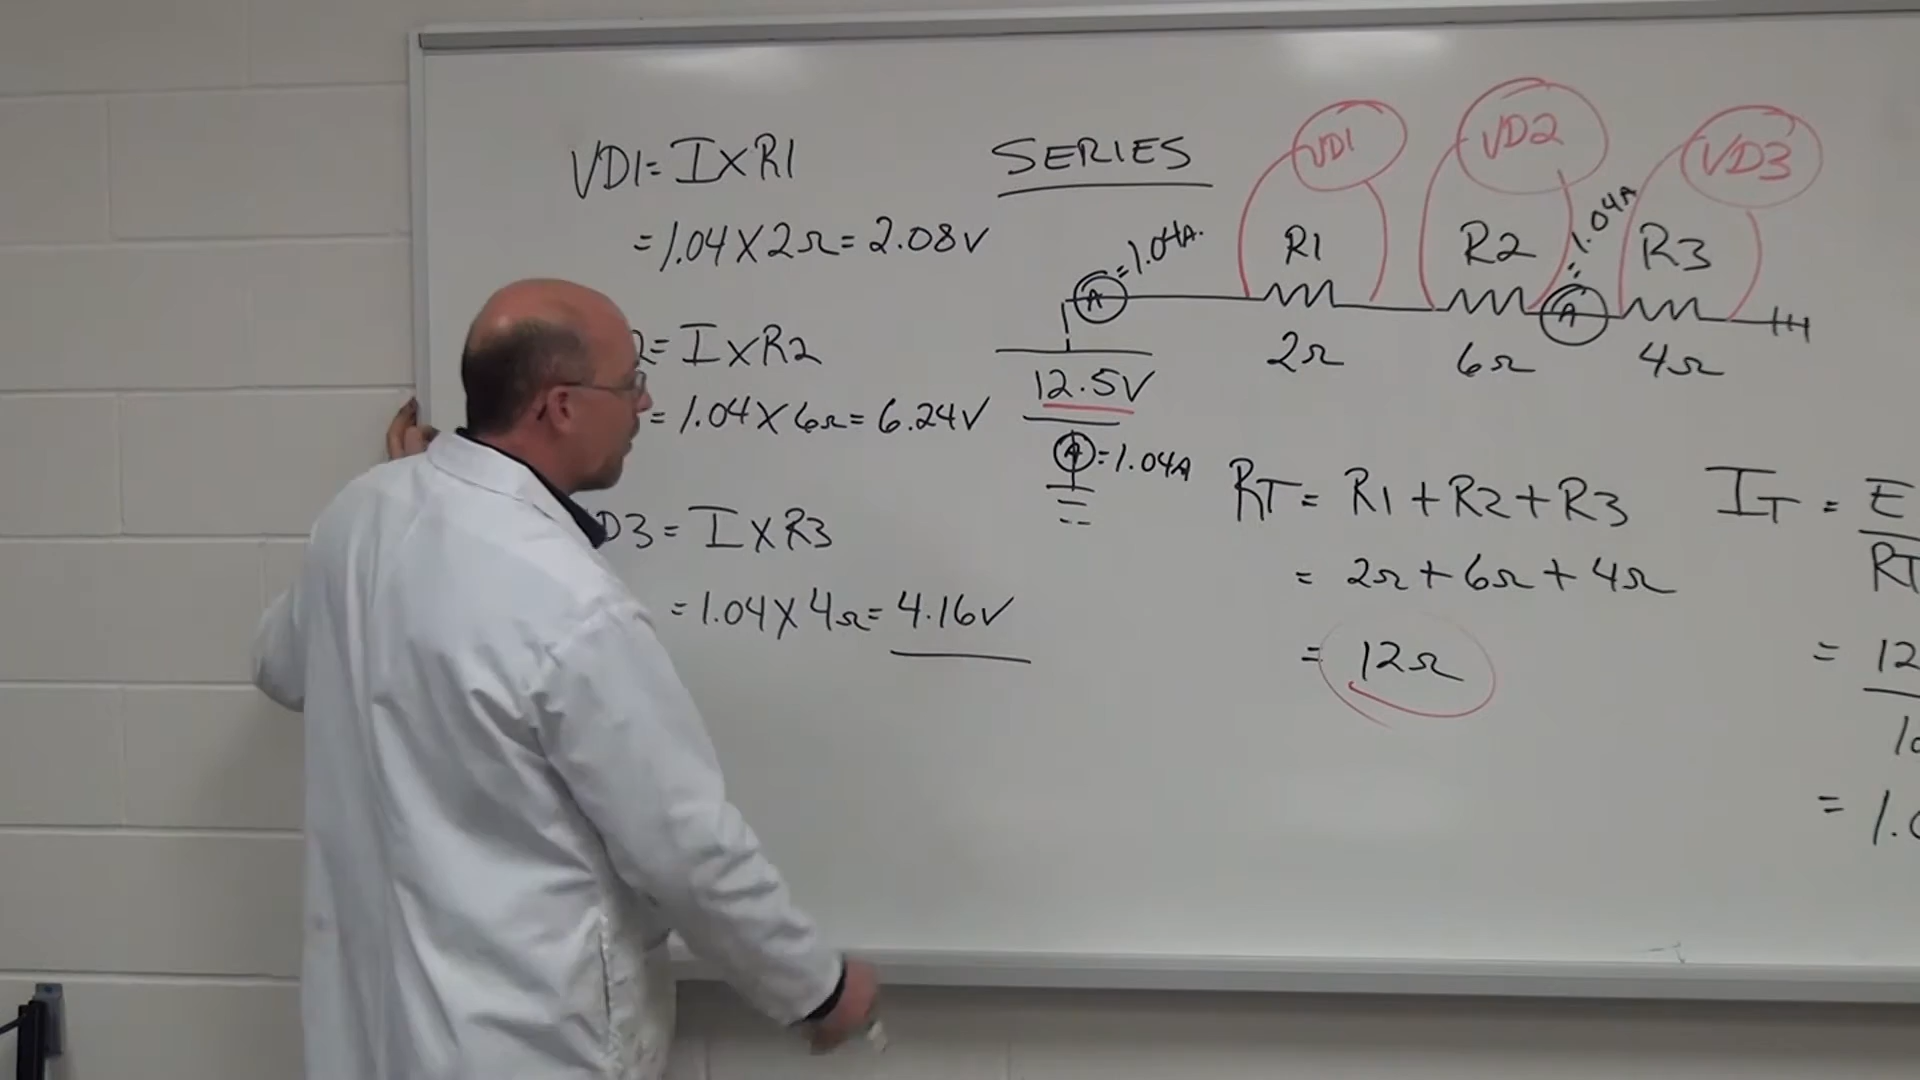 VD1= I X R1
= 1.04 X 2Ω = 2.08V
2= I X R2
= 1.04 X 6Ω = 6.24V
D3 = I X R3
= 1.04 X 4Ω = 4.16V
SERIES
VD1
VD2
VD3
A =1.04A.
R1
R2
A = 1.04A
R3
2Ω
6Ω
4Ω
12.5V
A =1.04A
RT = R1 + R2 + R3
= 2Ω + 6Ω + 4Ω
= 12Ω
IT = E
RT
= 12
= 1.0